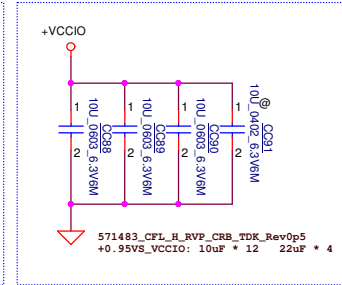 +VCCIO
1
2
CC88
10U_0603_6.3V6M
1
2
CC89
10U_0603_6.3V6M
1
2
CC90
10U_0603_6.3V6M
1
2
@
CC91
10U_0402_6.3V6M
571483_CFL_H_RVP_CRB_TDK_Rev0p5
+0.95VS_VCCIO: 10uF * 12   22uF * 4